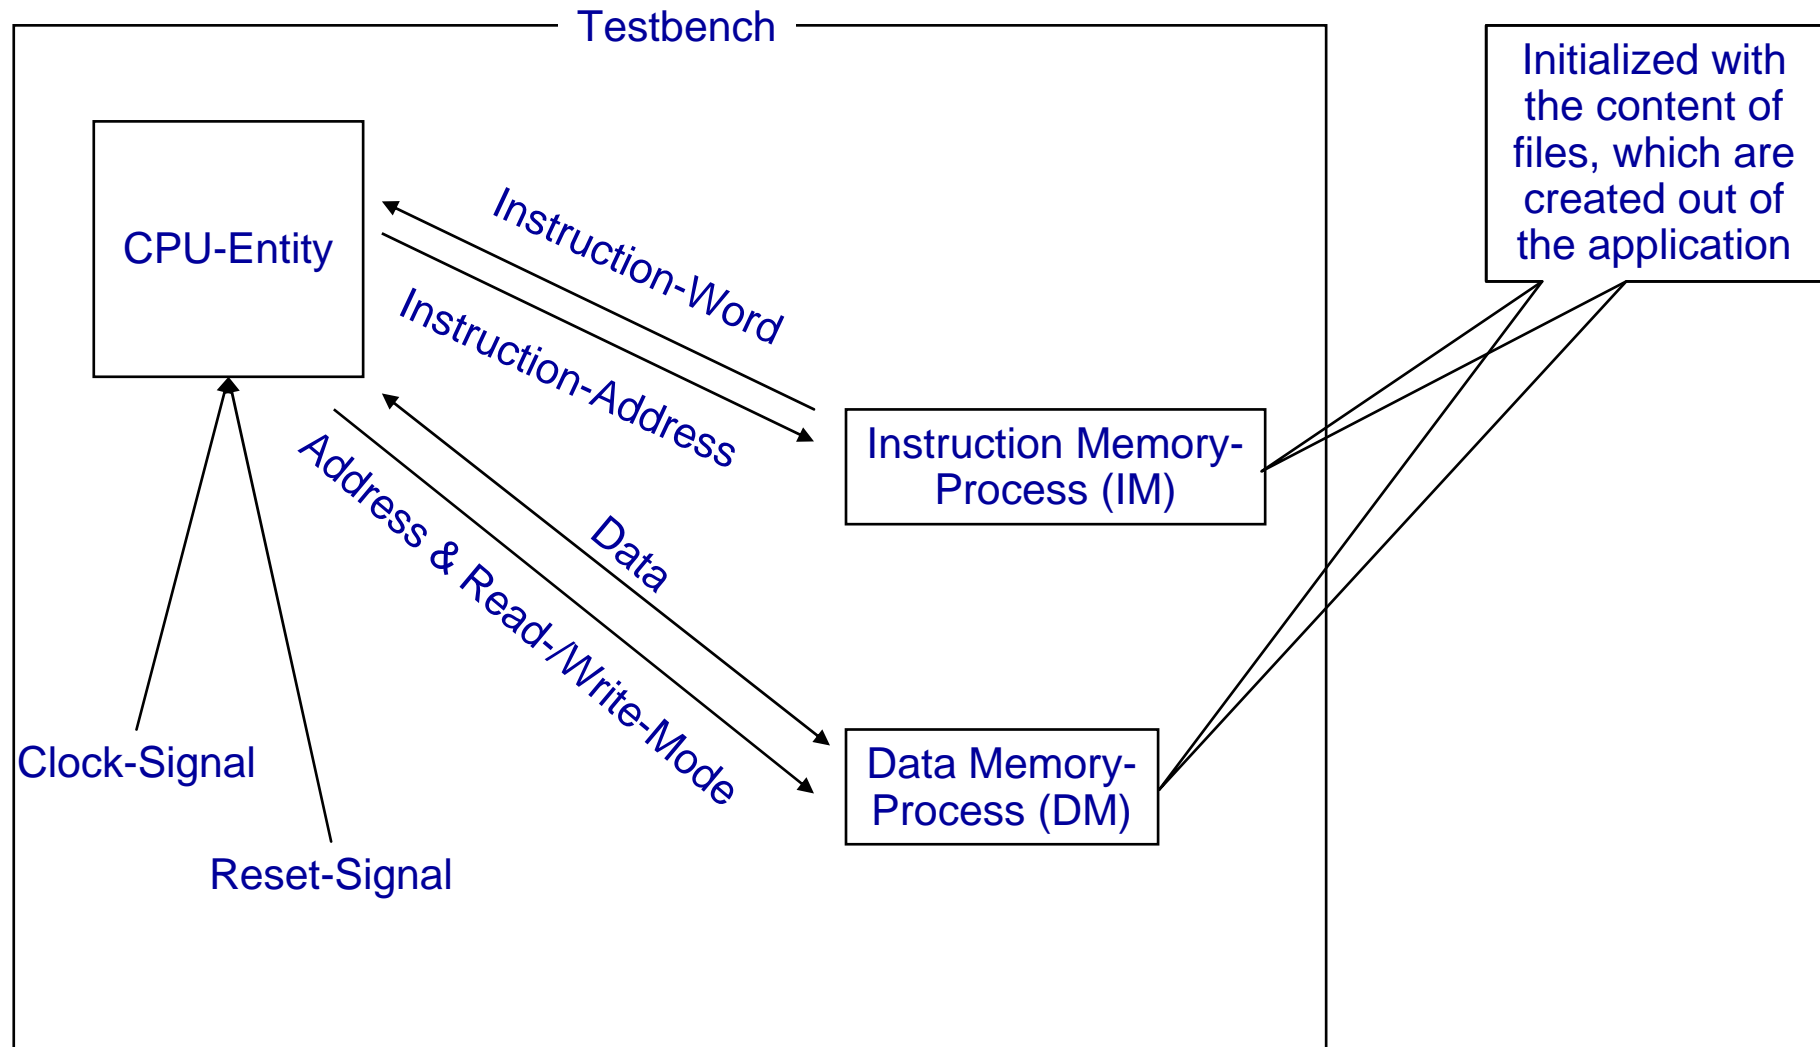 Testbench
Initialized with
the content of
files, which are
created out of
the application
CPU-Entity
Instruction-Word
Instruction-Address
Instruction Memory-
Process (IM)
Data
Address & Read-/Write-Mode
Data Memory-
Process (DM)
Clock-Signal
Reset-Signal